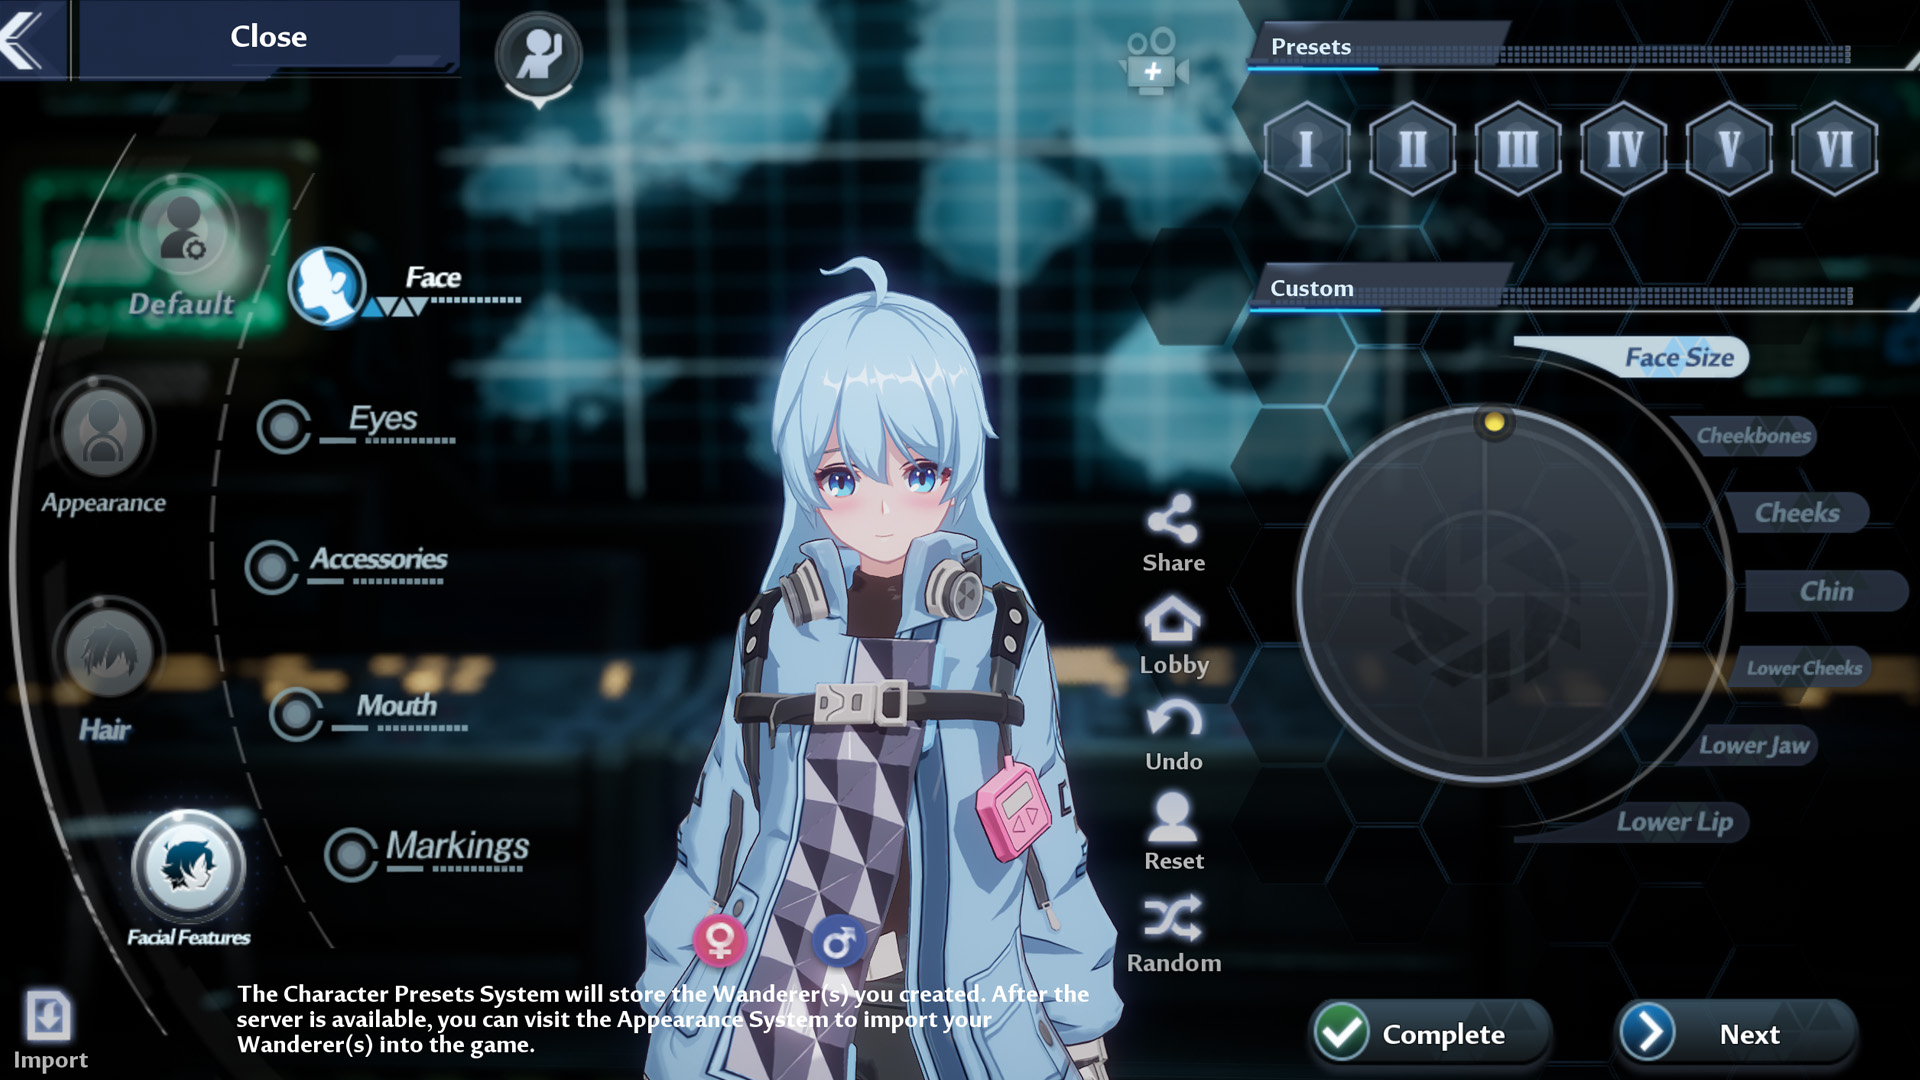 Close
Presets
I
II
III
IV
V
VI
Default
Face
Custom
Face Size
Eyes
Cheekbones
Appearance
Cheeks
Accessories
Share
Chin
Lobby
Lower Cheeks
Mouth
Hair
Undo
Lower Jaw
Lower Lip
Markings
Reset
Facial Features
Random
The Character Presets System will store the Wanderer(s) you created. After the
server is available, you can visit the Appearance System to import your
Wanderer(s) into the game.
Import
Complete
Next